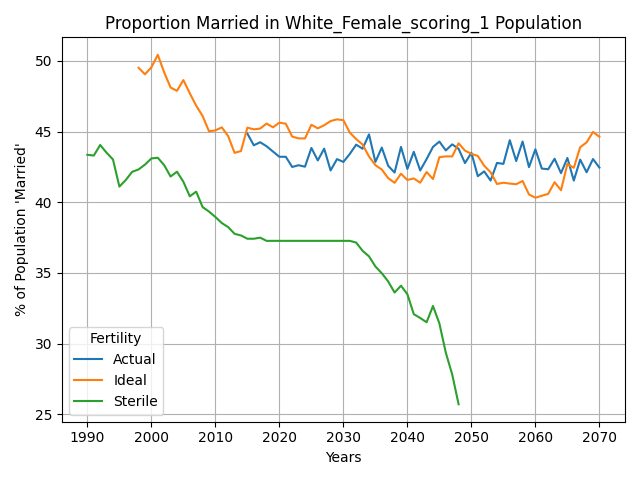 Proportion Married in White_Female_scoring_1 Population
% of Population 'Married'
50
45
40
35
30
25
Fertility
Actual
Ideal
Sterile
1990 2000 2010 2020 2030 2040 2050 2060 2070
Years